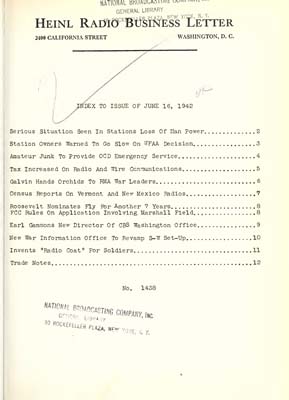 NATIONAL BROADCASTING COMPANY, INC.
GENERAL LIBRARY
30 ROCKEFELLER PLAZA, NEW YORK, N. Y.
HEINL RADIO BUSINESS LETTER
2400 CALIFORNIA STREET WASHINGTON, D. C.
INDEX TO ISSUE OF JUNE 16, 1942
Serious Situation Seen In Stations Loss Of Man Power..............2
Station Owners Warned To Go Slow On WFAA Decision.................3
Amateur Junk To Provide OCD Emergency Service.....................4
Tax Increased On Radio And Wire Communications....................5
Galvin Hands Orchids To RMA War Leaders...........................6
Census Reports On Vermont And New Mexico Radios...................7
Roosevelt Nominates Fly For Another 7 Years.......................8
FCC Rules On Application Involving Marshall Field.................8
Earl Gammons New Director Of CBS Washington Office................9
New War Information Office To Revamp S-W Set-Up..................10
Invents "Radio Coat" For Soldiers................................11
Trade Notes......................................................12
No. 1438
NATIONAL BROADCASTING COMPANY, INC.
GENERAL LIBRARY
30 ROCKEFELLER PLAZA, NEW YORK, N. Y.